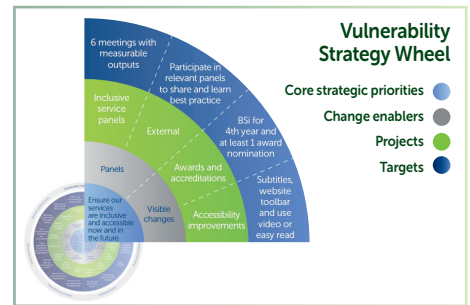 Vulnerability
Strategy Wheel
Core strategic priorities
Change enablers
Projects
Targets
6 meetings with
measurable
outputs
Participate in
relevant panels
to share and learn
best practice
BSi for
4th year and
at least 1 award
nomination
Subtitles,
website
toolbar
and use
video or
easy read
Inclusive
service
panels
External
Awards and
accreditations
Accessibility
improvements
Panels
Visible
changes
Ensure our
services
are inclusive
and accessible
now and in
the future